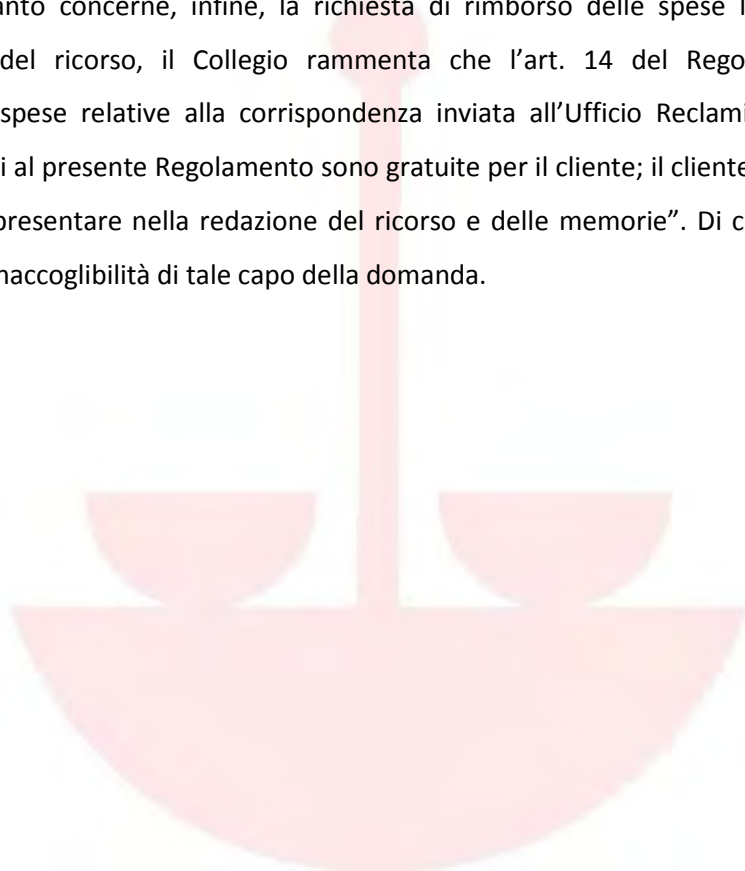 anto concerne, infine, la richiesta di rimborso delle spese l
del ricorso, il Collegio rammenta che l’art. 14 del Rego
spese relative alla corrispondenza inviata all’Ufficio Reclami
i al presente Regolamento sono gratuite per il cliente; il cliente
presentare nella redazione del ricorso e delle memorie”. Di c
naccoglibilità di tale capo della domanda.